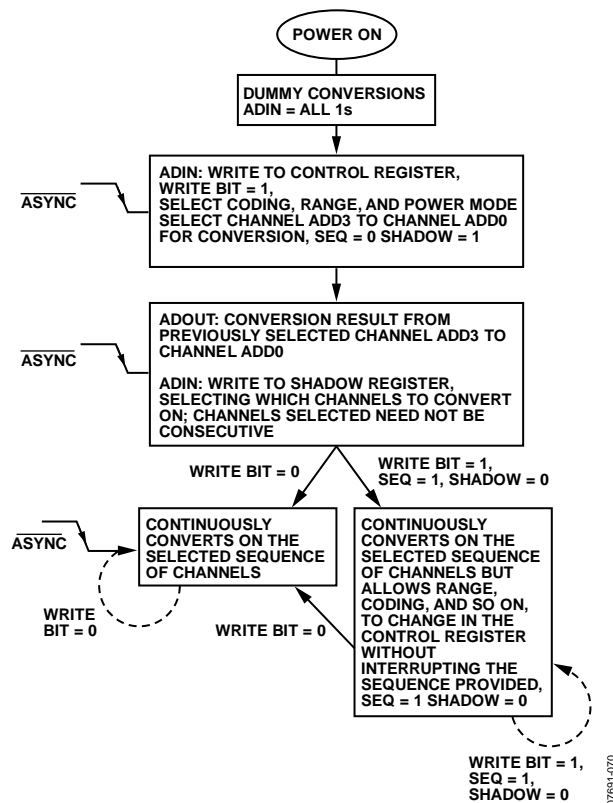 POWER ON
DUMMY CONVERSIONS
ADIN = ALL 1s
ASYNC
ADIN: WRITE TO CONTROL REGISTER,
WRITE BIT = 1,
SELECT CODING, RANGE, AND POWER MODE
SELECT CHANNEL ADD3 TO CHANNEL ADD0
FOR CONVERSION, SEQ = 0 SHADOW = 1
ASYNC
ADOUT: CONVERSION RESULT FROM
PREVIOUSLY SELECTED CHANNEL ADD3 TO
CHANNEL ADD0
ADIN: WRITE TO SHADOW REGISTER,
SELECTING WHICH CHANNELS TO CONVERT
ON; CHANNELS SELECTED NEED NOT BE
CONSECUTIVE
WRITE BIT = 0
WRITE BIT = 1,
SEQ = 1, SHADOW = 0
ASYNC
CONTINUOUSLY
CONVERTS ON THE
SELECTED SEQUENCE
OF CHANNELS
WRITE
BIT = 0
WRITE BIT = 0
CONTINUOUSLY
CONVERTS ON THE
SELECTED SEQUENCE
OF CHANNELS BUT
ALLOWS RANGE,
CODING, AND SO ON,
TO CHANGE IN THE
CONTROL REGISTER
WITHOUT
INTERRUPTING THE
SEQUENCE PROVIDED,
SEQ = 1 SHADOW = 0
WRITE BIT = 1,
SEQ = 1,
SHADOW = 0
07691-070